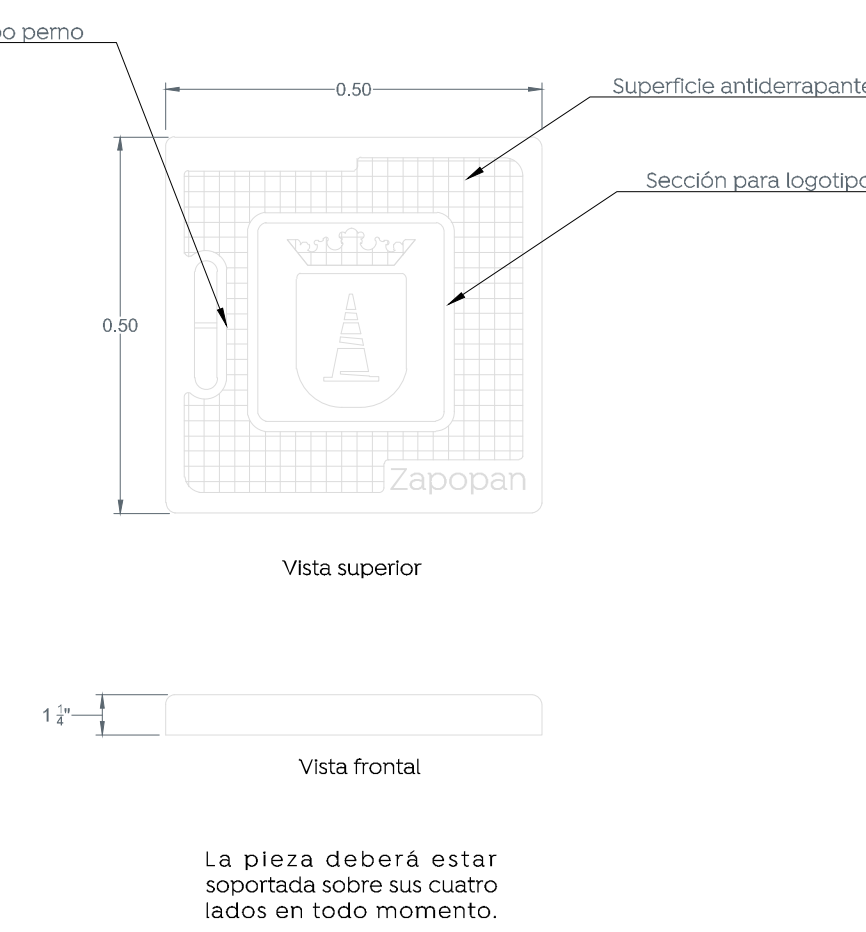 po perno
0.50
Superficie antiderrapante
Sección para logotipo
0.50
Zapopan
Vista superior
1 1/4"
Vista frontal
La pieza deberá estar
soportada sobre sus cuatro
lados en todo momento.